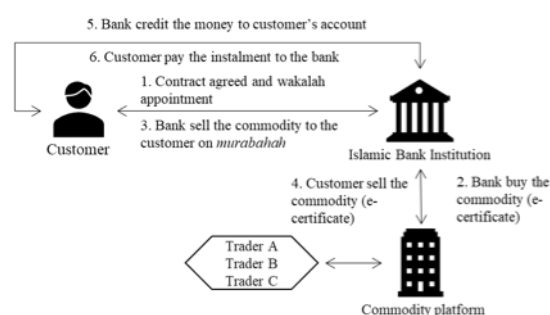 5. Bank credit the money to customer's account
6. Customer pay the instalment to the bank
1. Contract agreed and wakalah
appointment
3. Bank sell the commodity to the
customer on murabahah
Customer
Islamic Bank Institution
4. Customer sell the
commodity (e-
certificate)
2. Bank buy the
commodity (e-
certificate)
Trader A
Trader B
Trader C
Commodity platform